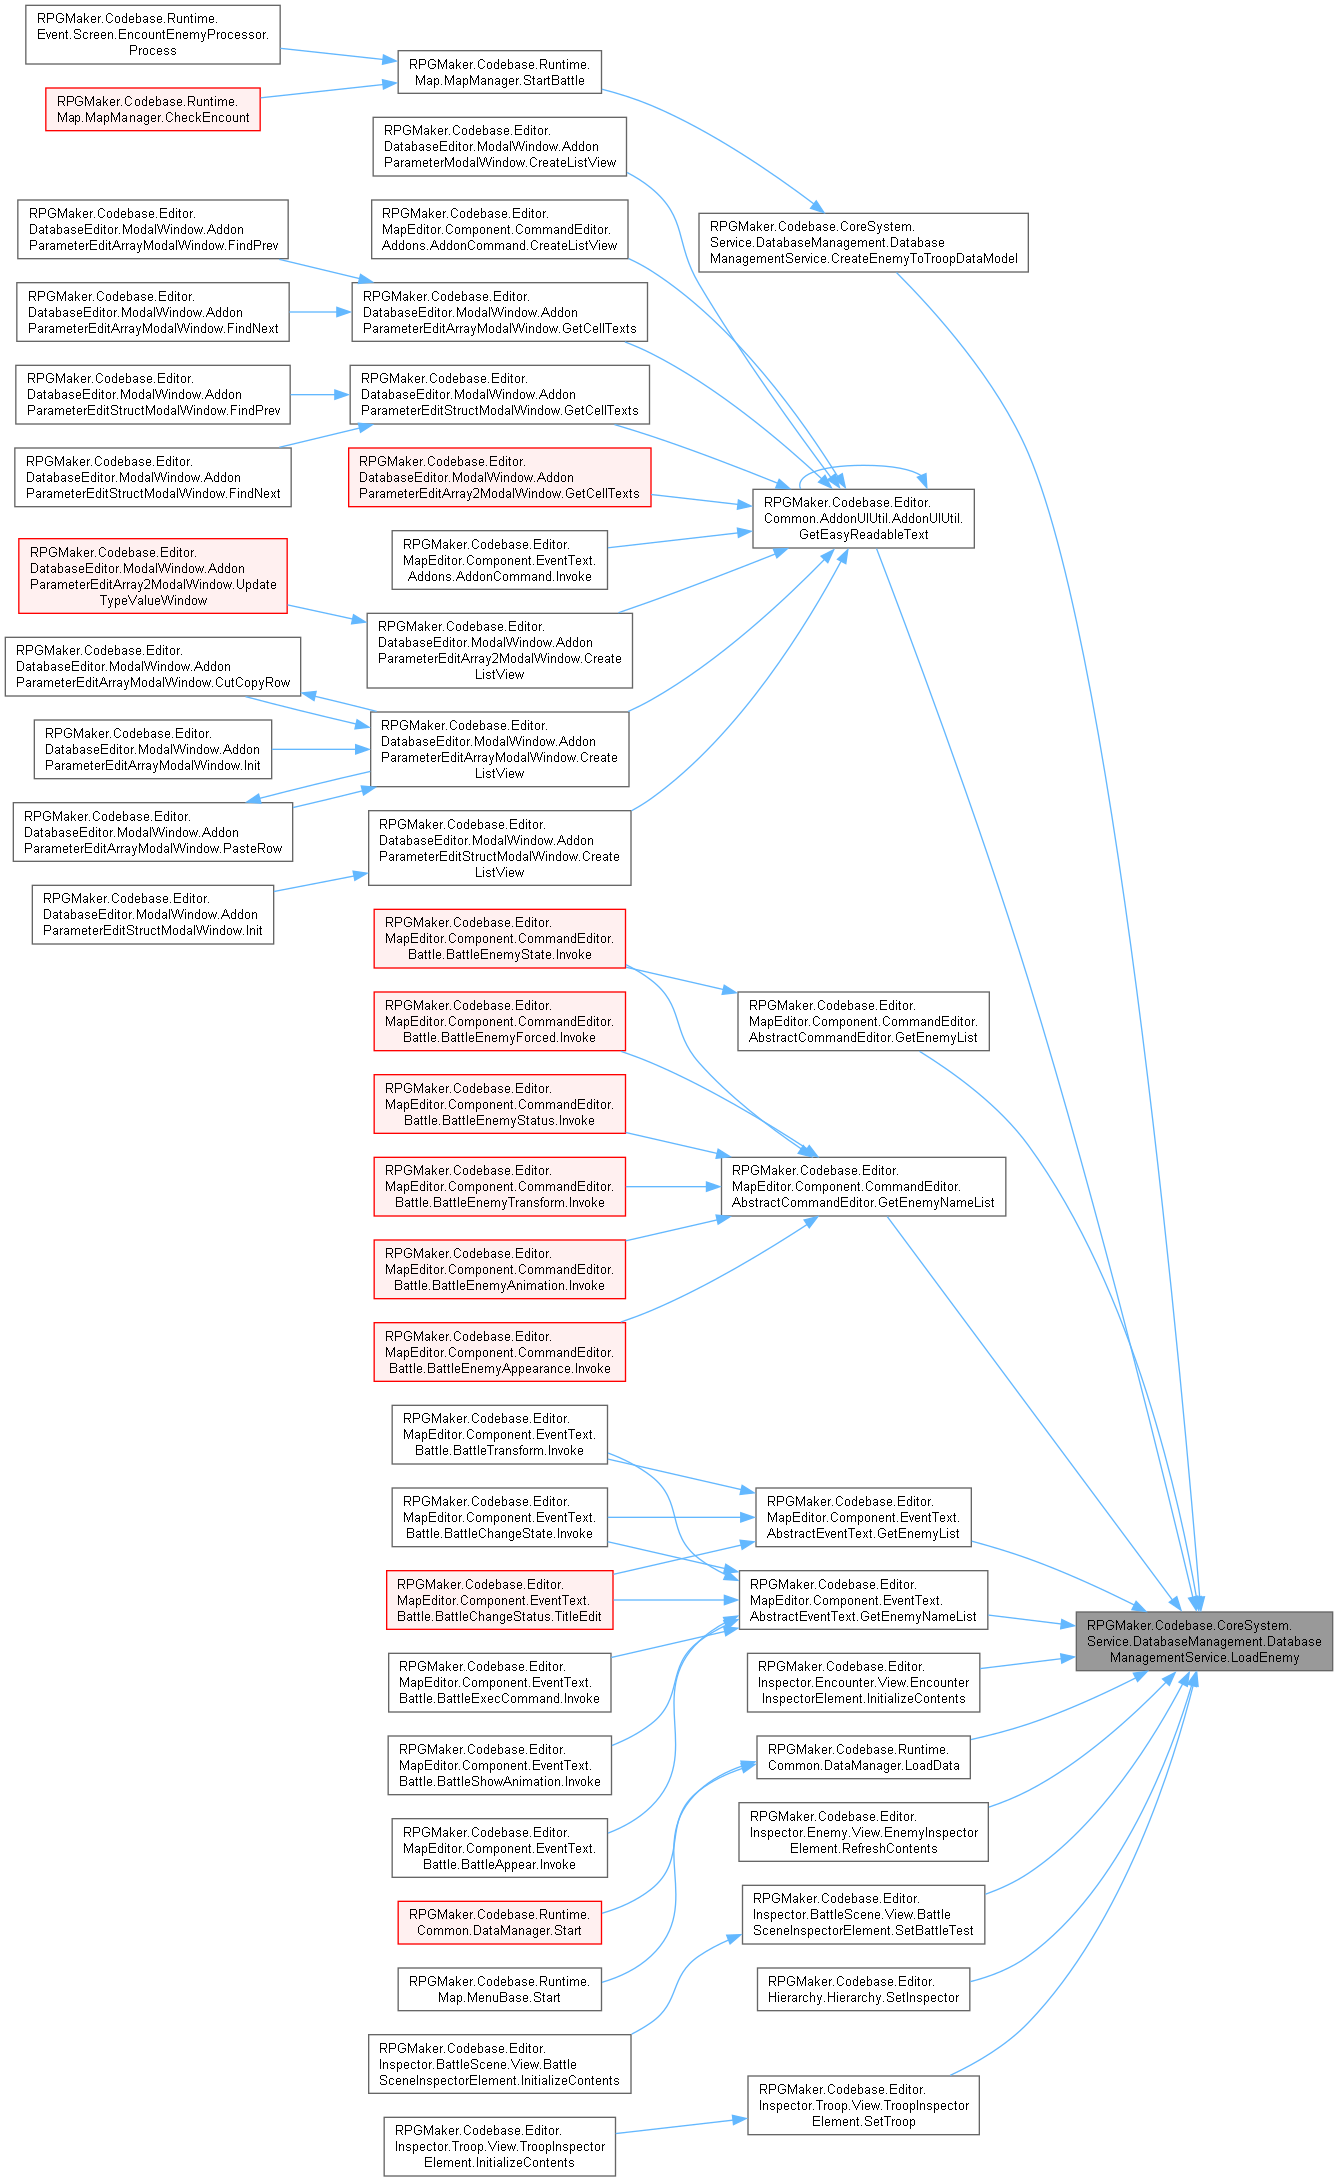 RPGMaker.Codebase.Runtime.
Event.Screen.EncountEnemyProcessor.
Process
RPGMaker.Codebase.Runtime.
Map.MapManager.CheckEncount
RPGMaker.Codebase.Editor.
DatabaseEditor.ModalWindow.Addon
ParameterEditArrayModalWindow.FindPrev
RPGMaker.Codebase.Editor.
DatabaseEditor.ModalWindow.Addon
ParameterEditArrayModalWindow.FindNext
RPGMaker.Codebase.Editor.
DatabaseEditor.ModalWindow.Addon
ParameterEditStructModalWindow.FindPrev
RPGMaker.Codebase.Editor.
DatabaseEditor.ModalWindow.Addon
ParameterEditStructModalWindow.FindNext
RPGMaker.Codebase.Editor.
DatabaseEditor.ModalWindow.Addon
ParameterEditArray2ModalWindow.Update
TypeValueWindow
RPGMaker.Codebase.Editor.
DatabaseEditor.ModalWindow.Addon
ParameterEditArrayModalWindow.CutCopyRow
RPGMaker.Codebase.Editor.
DatabaseEditor.ModalWindow.Addon
ParameterEditArrayModalWindow.Init
RPGMaker.Codebase.Editor.
DatabaseEditor.ModalWindow.Addon
ParameterEditArrayModalWindow.PasteRow
RPGMaker.Codebase.Editor.
DatabaseEditor.ModalWindow.Addon
ParameterEditStructModalWindow.Init
RPGMaker.Codebase.Runtime.
Map.MapManager.StartBattle
RPGMaker.Codebase.Editor.
DatabaseEditor.ModalWindow.Addon
ParameterModalWindow.CreateListView
RPGMaker.Codebase.Editor.
MapEditor.Component.CommandEditor.
Addons.AddonCommand.CreateListView
RPGMaker.Codebase.Editor.
DatabaseEditor.ModalWindow.Addon
ParameterEditArrayModalWindow.GetCellTexts
RPGMaker.Codebase.Editor.
DatabaseEditor.ModalWindow.Addon
ParameterEditStructModalWindow.GetCellTexts
RPGMaker.Codebase.Editor.
DatabaseEditor.ModalWindow.Addon
ParameterEditArray2ModalWindow.GetCellTexts
RPGMaker.Codebase.Editor.
MapEditor.Component.EventText.
Addons.AddonCommand.Invoke
RPGMaker.Codebase.Editor.
DatabaseEditor.ModalWindow.Addon
ParameterEditArray2ModalWindow.Create
ListView
RPGMaker.Codebase.Editor.
DatabaseEditor.ModalWindow.Addon
ParameterEditArrayModalWindow.Create
ListView
RPGMaker.Codebase.Editor.
DatabaseEditor.ModalWindow.Addon
ParameterEditStructModalWindow.Create
ListView
RPGMaker.Codebase.Editor.
MapEditor.Component.CommandEditor.
Battle.BattleEnemyState.Invoke
RPGMaker.Codebase.Editor.
MapEditor.Component.CommandEditor.
Battle.BattleEnemyForced.Invoke
RPGMaker.Codebase.Editor.
MapEditor.Component.CommandEditor.
Battle.BattleEnemyStatus.Invoke
RPGMaker.Codebase.Editor.
MapEditor.Component.CommandEditor.
Battle.BattleEnemyTransform.Invoke
RPGMaker.Codebase.Editor.
MapEditor.Component.CommandEditor.
Battle.BattleEnemyAnimation.Invoke
RPGMaker.Codebase.Editor.
MapEditor.Component.CommandEditor.
Battle.BattleEnemyAppearance.Invoke
RPGMaker.Codebase.Editor.
MapEditor.Component.EventText.
Battle.BattleTransform.Invoke
RPGMaker.Codebase.Editor.
MapEditor.Component.EventText.
Battle.BattleChangeState.Invoke
RPGMaker.Codebase.Editor.
MapEditor.Component.EventText.
Battle.BattleChangeStatus.TitleEdit
RPGMaker.Codebase.Editor.
MapEditor.Component.EventText.
Battle.BattleExecCommand.Invoke
RPGMaker.Codebase.Editor.
MapEditor.Component.EventText.
Battle.BattleShowAnimation.Invoke
RPGMaker.Codebase.Editor.
MapEditor.Component.EventText.
Battle.BattleAppear.Invoke
RPGMaker.Codebase.Runtime.
Common.DataManager.Start
RPGMaker.Codebase.Runtime.
Map.MenuBase.Start
RPGMaker.Codebase.Editor.
Inspector.BattleScene.View.Battle
SceneInspectorElement.InitializeContents
RPGMaker.Codebase.Editor.
Inspector.Troop.View.TroopInspector
Element.InitializeContents
RPGMaker.Codebase.CoreSystem.
Service.DatabaseManagement.Database
ManagementService.CreateEnemyToTroopDataModel
RPGMaker.Codebase.Editor.
Common.AddonUIUtil.AddonUIUtil.
GetEasyReadableText
RPGMaker.Codebase.Editor.
MapEditor.Component.CommandEditor.
AbstractCommandEditor.GetEnemyList
RPGMaker.Codebase.Editor.
MapEditor.Component.CommandEditor.
AbstractCommandEditor.GetEnemyNameList
RPGMaker.Codebase.Editor.
MapEditor.Component.EventText.
AbstractEventText.GetEnemyList
RPGMaker.Codebase.Editor.
MapEditor.Component.EventText.
AbstractEventText.GetEnemyNameList
RPGMaker.Codebase.Editor.
Inspector.Encounter.View.Encounter
InspectorElement.InitializeContents
RPGMaker.Codebase.Runtime.
Common.DataManager.LoadData
RPGMaker.Codebase.Editor.
Inspector.Enemy.View.EnemyInspector
Element.RefreshContents
RPGMaker.Codebase.Editor.
Inspector.BattleScene.View.Battle
SceneInspectorElement.SetBattleTest
RPGMaker.Codebase.Editor.
Hierarchy.Hierarchy.SetInspector
RPGMaker.Codebase.Editor.
Inspector.Troop.View.TroopInspector
Element.SetTroop
RPGMaker.Codebase.CoreSystem.
Service.DatabaseManagement.Database
ManagementService.LoadEnemy